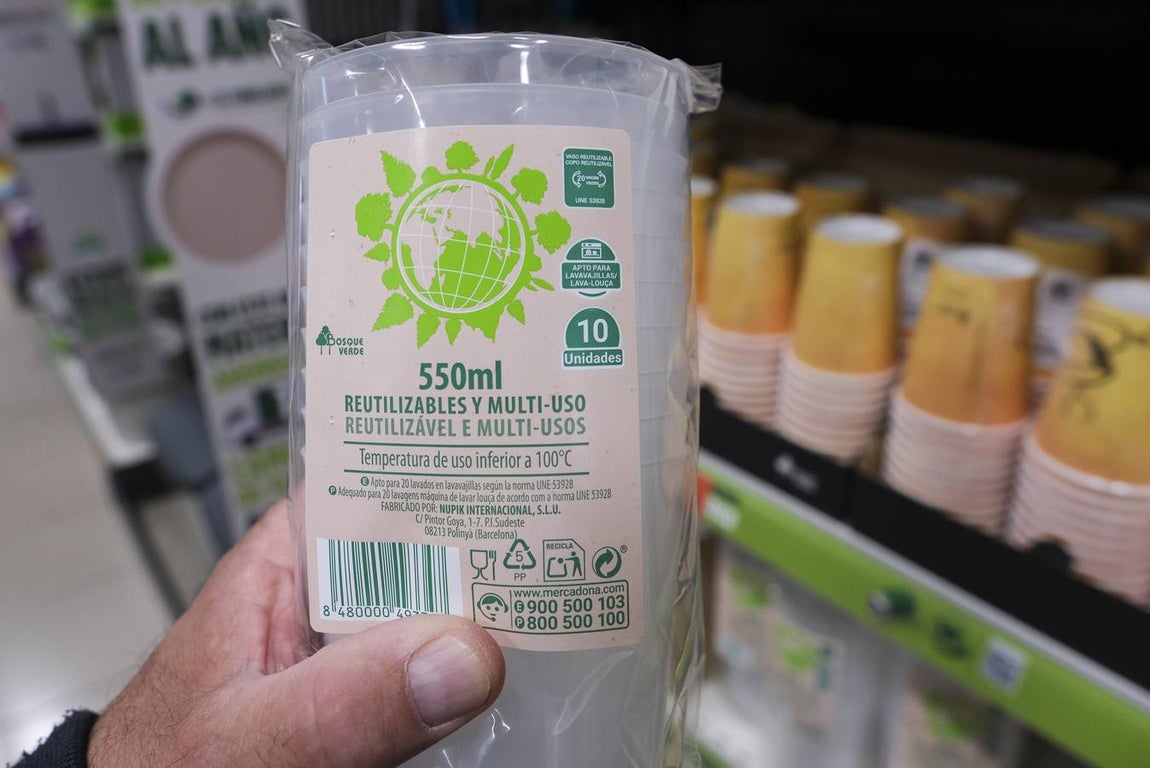 AL AÑO
VASO REUTILIZABLE
COPO REUTILIZÁVEL
20 VECES
VEZES
UNE 53928
APTO PARA
LAVAVAJILLAS/
LAVA-LOUÇA
10
Unidades
BOSQUE
VERDE
550ml
REUTILIZABLES Y MULTI-USO
REUTILIZÁVEL E MULTI-USOS
Temperatura de uso inferior a 100°C
E Apto para 20 lavados en lavavajillas según la norma UNE 53928
P Adequado para 20 lavagens máquina de lavar louça de acordo com a norma UNE 53928
FABRICADO POR: NUPIK INTERNACIONAL, S.L.U.
C/ Pintor Goya, 1-7. P.I.Sudeste
08213 Polinyà (Barcelona)
5
PP
RECICLA
®
www.mercadona.com
E 900 500 103
P 800 500 100
8 480000